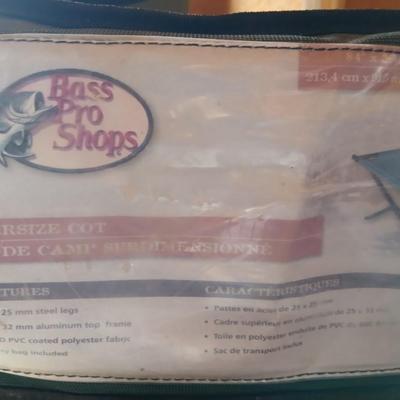 Bass
Pro
Shops
84" x
213,4 cm x
RSIZE COT
DE CAMP SURDIMENSIONNÉ
TURES
CARACTÉRISTIQUES
25 mm steel legs
32 mm aluminum top frame
D PVC coated polyester fabric
bag included
• Pattes en acier de 25 x 25 mm
• Cadre supérieur en aluminium de 25 x 32
• Toile en polyester enduite de PVC
• Sac de transport inclus